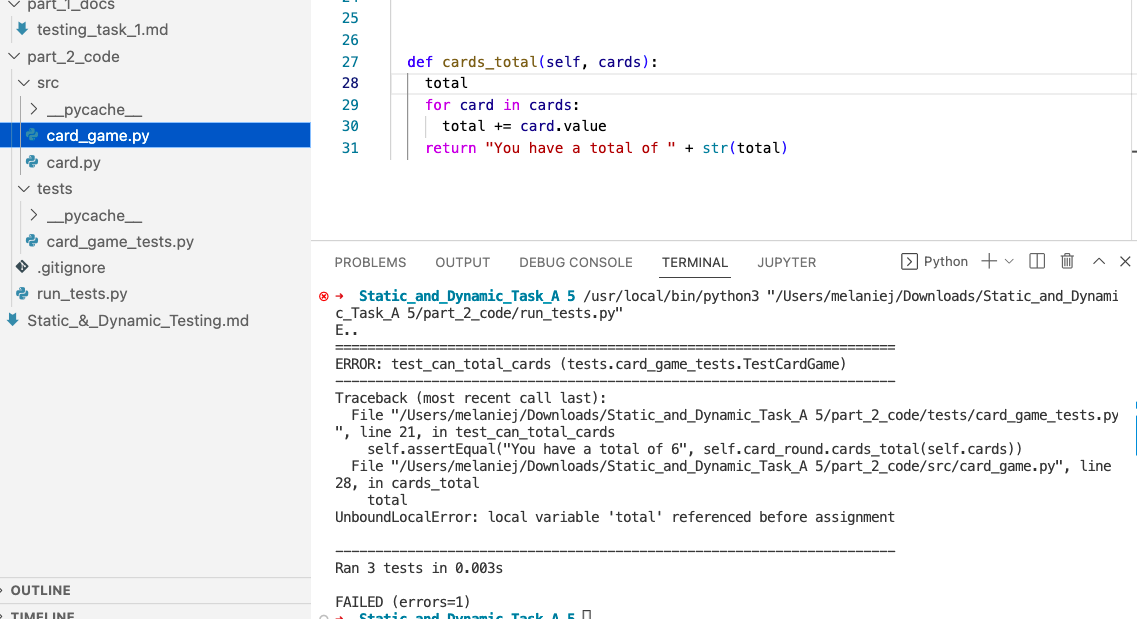 part_1_docs
testing_task_1.md
part_2_code
src
__pycache__
card_game.py
card.py
tests
__pycache__
card_game_tests.py
.gitignore
run_tests.py
Static_&_Dynamic_Testing.md
OUTLINE
TIMELINE
25
26
27 def cards_total(self, cards):
28 total
29 for card in cards:
30 total += card.value
31 return "You have a total of " + str(total)
PROBLEMS OUTPUT DEBUG CONSOLE TERMINAL JUPYTER Python
Static_and_Dynamic_Task_A 5 /usr/local/bin/python3 "/Users/melaniej/Downloads/Static_and_Dynami
c_Task_A 5/part_2_code/run_tests.py"
E..
======================================================================
ERROR: test_can_total_cards (tests.card_game_tests.TestCardGame)
----------------------------------------------------------------------
Traceback (most recent call last):
File "/Users/melaniej/Downloads/Static_and_Dynamic_Task_A 5/part_2_code/tests/card_game_tests.py
", line 21, in test_can_total_cards
self.assertEqual("You have a total of 6", self.card_round.cards_total(self.cards))
File "/Users/melaniej/Downloads/Static_and_Dynamic_Task_A 5/part_2_code/src/card_game.py", line
28, in cards_total
total
UnboundLocalError: local variable 'total' referenced before assignment
----------------------------------------------------------------------
Ran 3 tests in 0.003s
FAILED (errors=1)
Static_and_Dynamic_Task_A 5